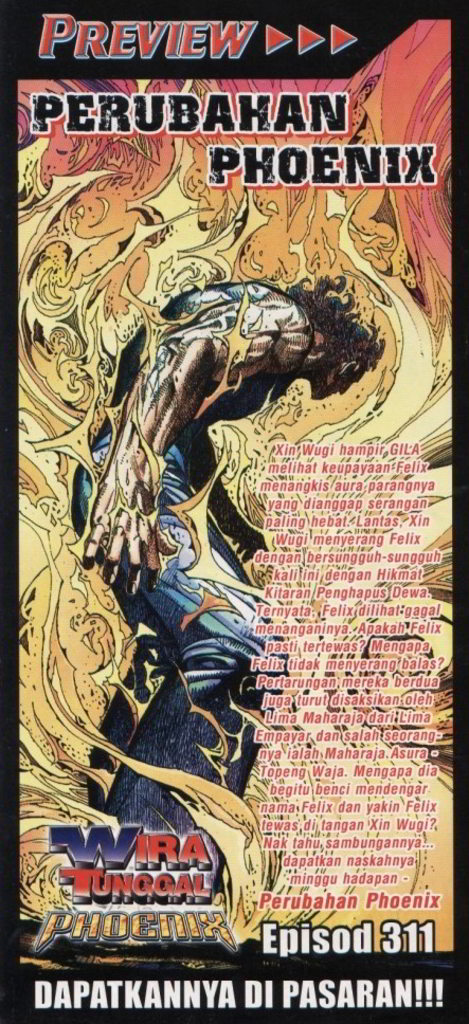 PREVIEW
PERUBAHAN
PHOENIX
Xin Wugi hampir GILA
melihat keupayaan Felix
menangkis aura parangnya
yang dianggap serangan
paling hebat. Lantas, Xin
Wugi menyerang Felix
dengan bersungguh-sungguh
kali ini dengan Hikmat
Kitaran Penghapus Dewa.
Ternyata, Felix dilihat gagal
menanganinya. Apakah Felix
pasti tertewas? Mengapa
Felix tidak menyerang balas?
Pertarungan mereka berdua
juga turut disaksikan oleh
Lima Maharaja dari Lima
Empayar dan salah seorang-
nya ialah Maharaja Asura -
Topeng Waja. Mengapa dia
begitu benci mendengar
nama Felix dan yakin Felix
tewas di tangan Xin Wugi?
Nak tahu sambungannya...
dapatkan naskahnya
minggu hadapan -
Perubahan Phoenix
WIRA
TUNGGAL
PHOENIX
Episod 311
DAPATKANNYA DI PASARAN!!!